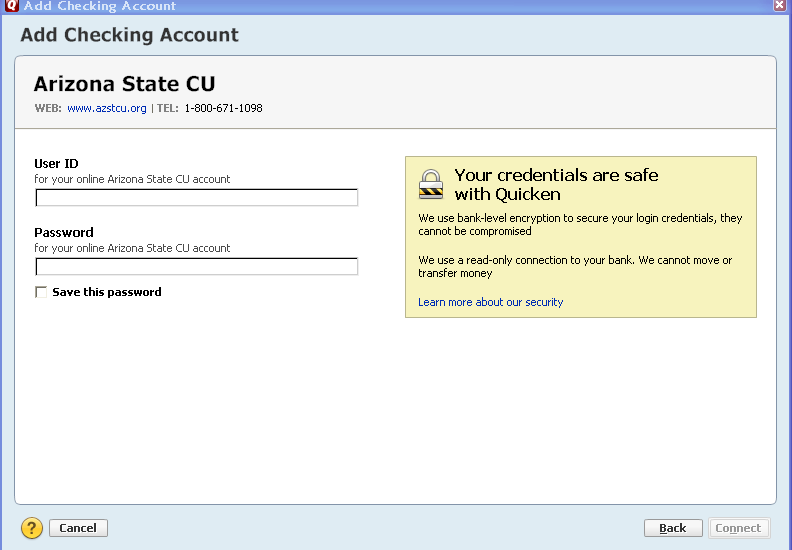 Add Checking Account
Add Checking Account
Arizona State CU
WEB: www.azstcu.org | TEL: 1-800-671-1098
User ID
for your online Arizona State CU account
Password
for your online Arizona State CU account
Save this password
Your credentials are safe
with Quicken
We use bank-level encryption to secure your login credentials, they
cannot be compromised
We use a read-only connection to your bank. We cannot move or
transfer money
Learn more about our security
? Cancel Back Connect